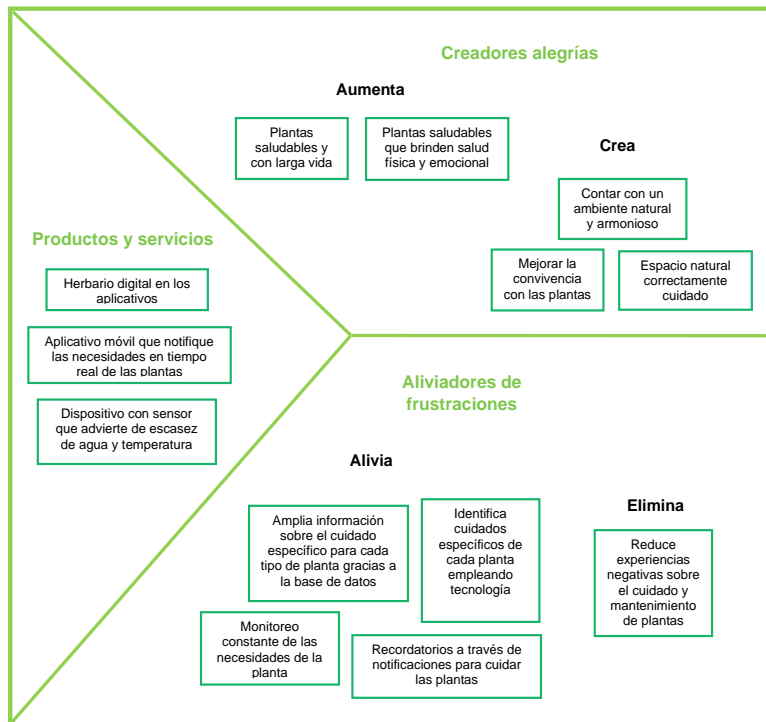 Creadores alegrías
Aumenta
Plantas
saludables y
con larga vida
Plantas saludables
que brinden salud
física y emocional
Crea
Contar con un
ambiente natural
y armonioso
Mejorar la
convivencia
con las plantas
Espacio natural
correctamente
cuidado
Productos y servicios
Herbario digital en los
aplicativos
Aplicativo móvil que notifique
las necesidades en tiempo
real de las plantas
Dispositivo con sensor
que advierte de escasez
de agua y temperatura
Aliviadores de
frustraciones
Alivia
Amplia información
sobre el cuidado
específico para cada
tipo de planta gracias a
la base de datos
Identifica
cuidados
específicos de
cada planta
empleando
tecnología
Monitoreo
constante de las
necesidades de la
planta
Recordatorios a través de
notificaciones para cuidar
las plantas
Elimina
Reduce
experiencias
negativas sobre
el cuidado y
mantenimiento
de plantas